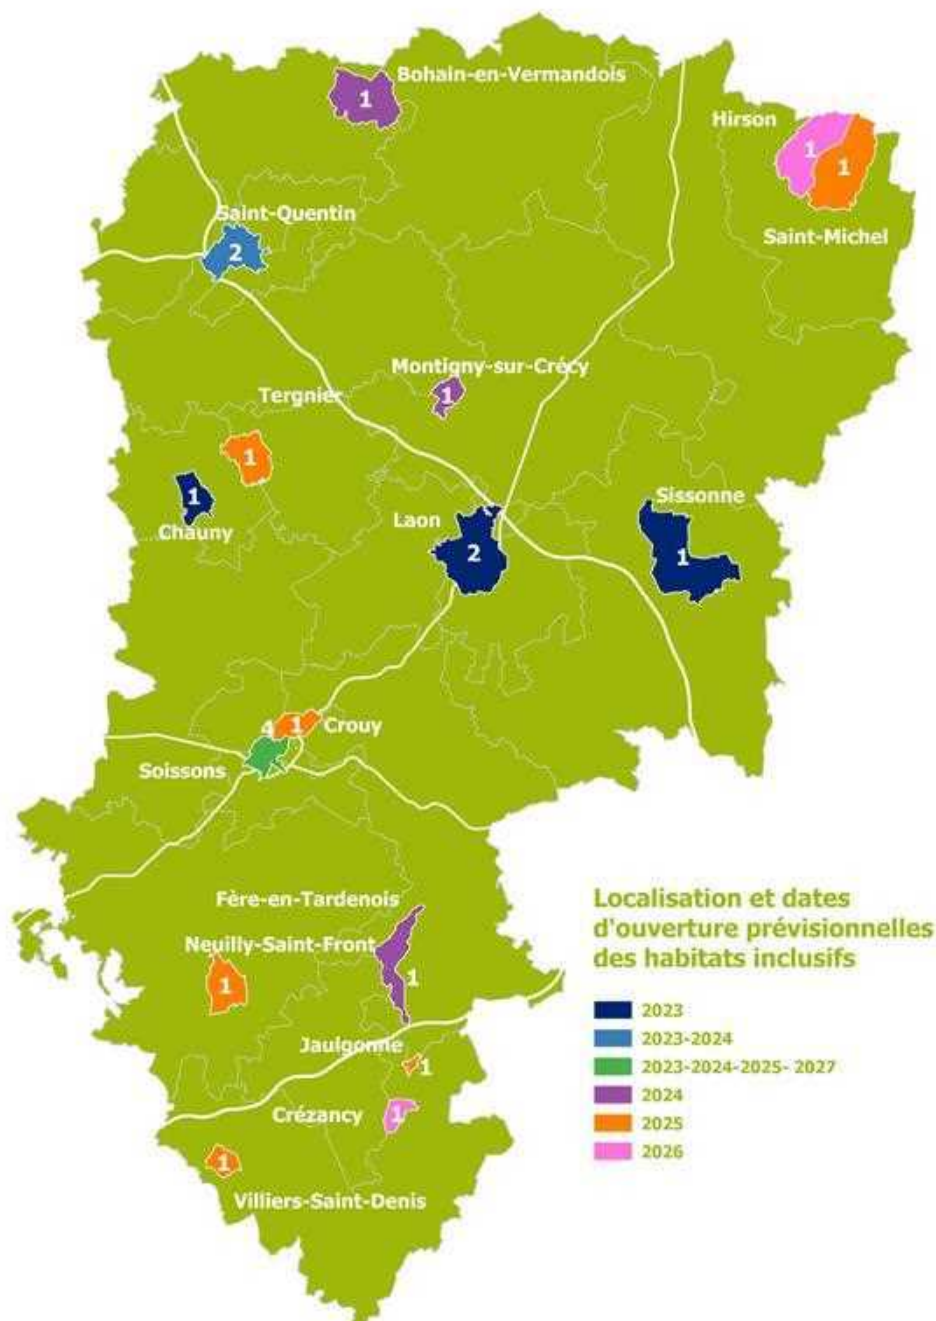 Bohain-en-Vermandois
1
Hirson
1
1
Saint-Michel
Saint-Quentin
2
Montigny-sur-Crécy
1
Tergnier
1
1
Chauny
Laon
2
Sissonne
1
4
1
Crouy
Soissons
Fère-en-Tardenois
Neuilly-Saint-Front
1
1
Jaulgonne
1
Crézancy
1
1
Villiers-Saint-Denis
Localisation et dates
d'ouverture prévisionnelles
des habitats inclusifs
2023
2023-2024
2023-2024-2025- 2027
2024
2025
2026